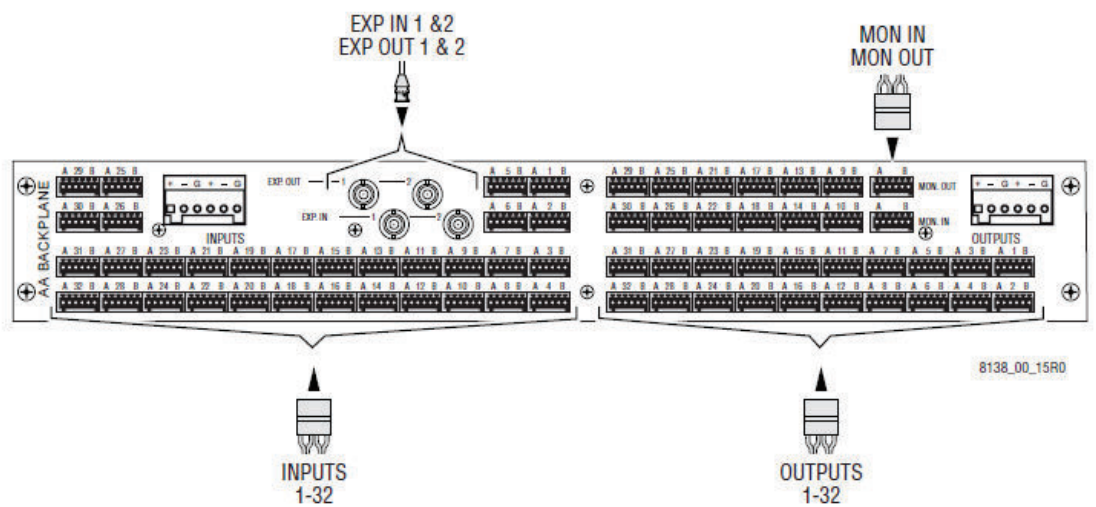 EXP IN 1 &2
EXP OUT 1 & 2
MON IN
MON OUT
AA BACKPLANE
A 29 B A 25 B
+ - G + - G
EXP. OUT 1 2
A 5 B A 1 B
A 30 B A 26 B
INPUTS
EXP. IN 1 2
A 6 B A 2 B
A 31 B A 27 B A 23 B A 21 B A 19 B A 17 B A 15 B A 13 B A 11 B A 9 B A 7 B A 3 B
A 32 B A 28 B A 24 B A 22 B A 20 B A 18 B A 16 B A 14 B A 12 B A 10 B A 8 B A 4 B
A 29 B A 25 B A 21 B A 17 B A 13 B A 9 B A B MON. OUT
+ - G + - G
A 30 B A 26 B A 22 B A 18 B A 14 B A 10 B A B MON. IN
OUTPUTS
A 31 B A 27 B A 23 B A 19 B A 15 B A 11 B A 7 B A 5 B A 3 B A 1 B
A 32 B A 28 B A 24 B A 20 B A 16 B A 12 B A 8 B A 6 B A 4 B A 2 B
8138_00_15R0
INPUTS
1-32
OUTPUTS
1-32